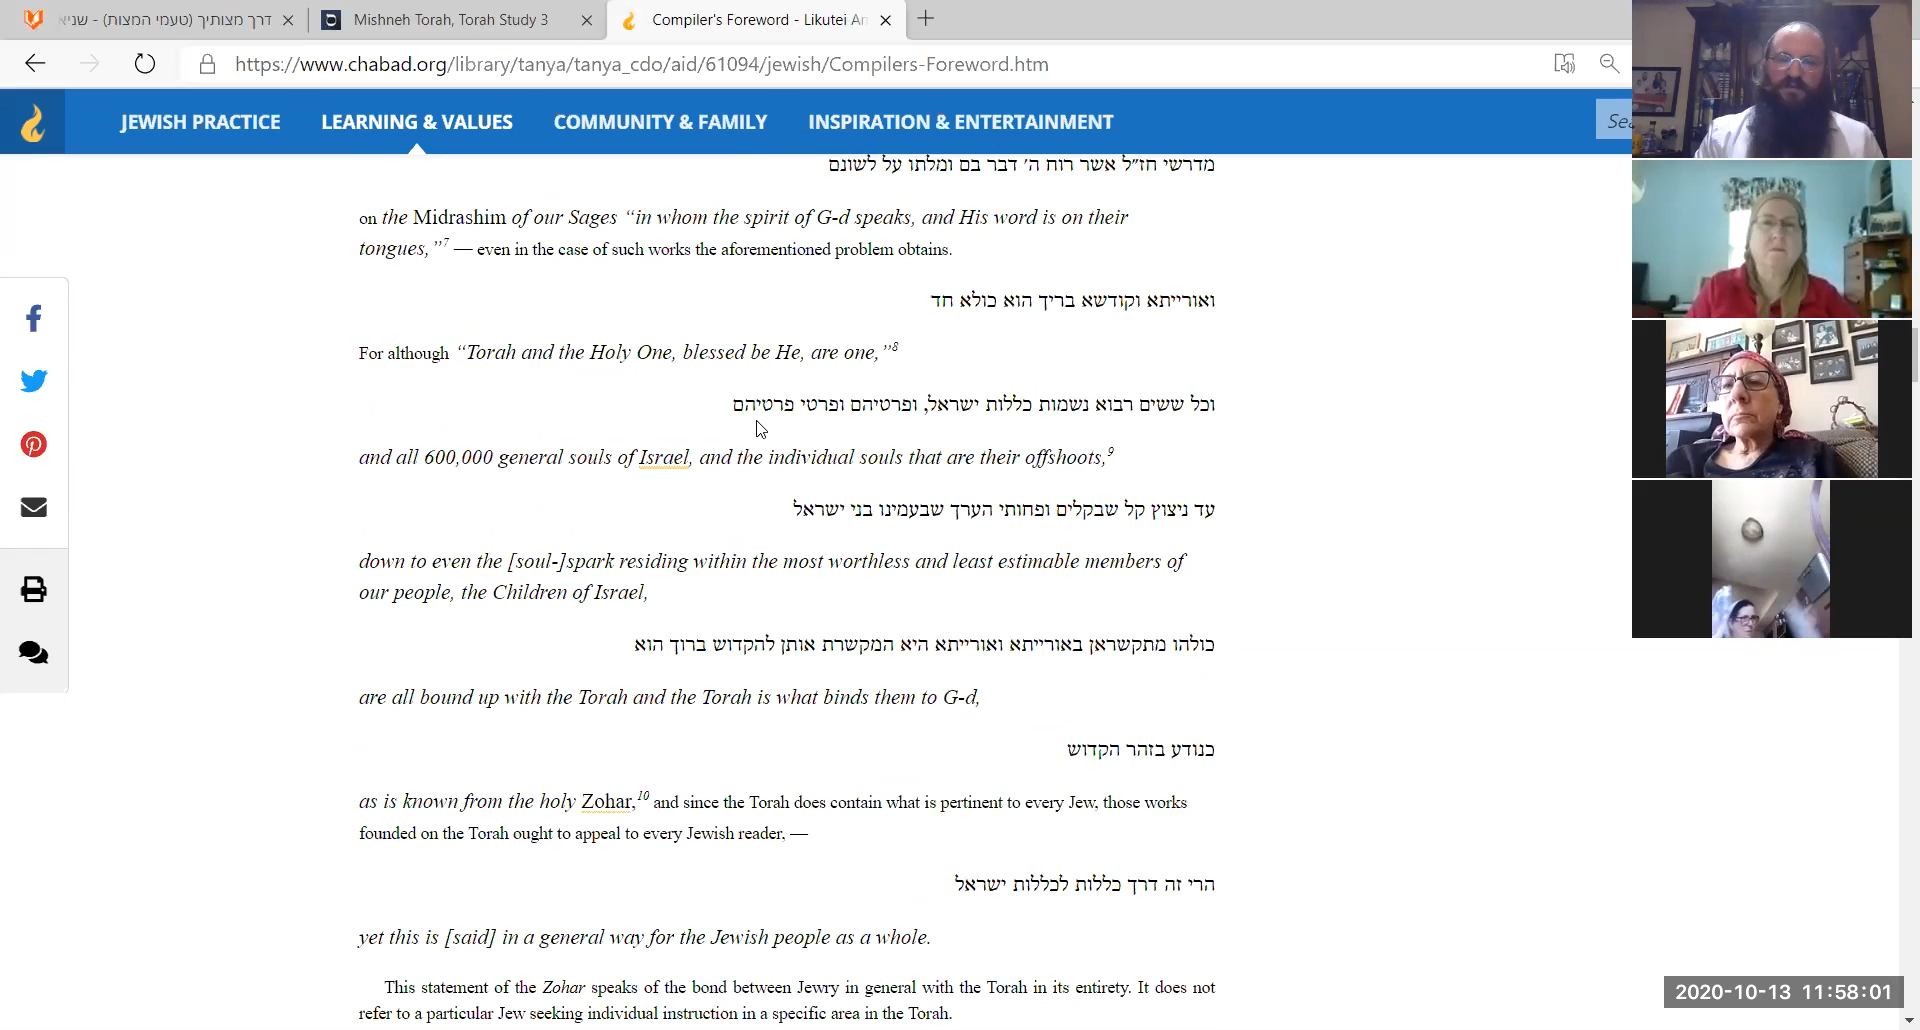 דרך מצותיך (טעמי המצות) - שניא
Mishneh Torah, Torah Study 3
Compiler's Foreword - Likutei Am
https://www.chabad.org/library/tanya/tanya_cdo/aid/61094/jewish/Compilers-Foreword.htm
JEWISH PRACTICE LEARNING & VALUES COMMUNITY & FAMILY INSPIRATION & ENTERTAINMENT
Sea
מדרשי חז״ל אשר רוח ה׳ דבר בם ומלתו על לשונם
on the Midrashim of our Sages “in whom the spirit of G-d speaks, and His word is on their
tongues,”7 — even in the case of such works the aforementioned problem obtains.
ואורייתא וקודשא בריך הוא כולא חד
For although “Torah and the Holy One, blessed be He, are one,”8
וכל ששים רבוא נשמות כללות ישראל, ופרטיהם ופרטי פרטיהם
and all 600,000 general souls of Israel, and the individual souls that are their offshoots,9
עד ניצוץ קל שבקלים ופחותי הערך שבעמינו בני ישראל
down to even the [soul-]spark residing within the most worthless and least estimable members of
our people, the Children of Israel,
כולהו מתקשראן באורייתא ואורייתא היא המקשרת אותן להקדוש ברוך הוא
are all bound up with the Torah and the Torah is what binds them to G-d,
כנודע בזהר הקדוש
as is known from the holy Zohar,10 and since the Torah does contain what is pertinent to every Jew, those works
founded on the Torah ought to appeal to every Jewish reader, —
הרי זה דרך כללות לכללות ישראל
yet this is [said] in a general way for the Jewish people as a whole.
This statement of the Zohar speaks of the bond between Jewry in general with the Torah in its entirety. It does not
refer to a particular Jew seeking individual instruction in a specific area in the Torah.
2020-10-13 11:58:01